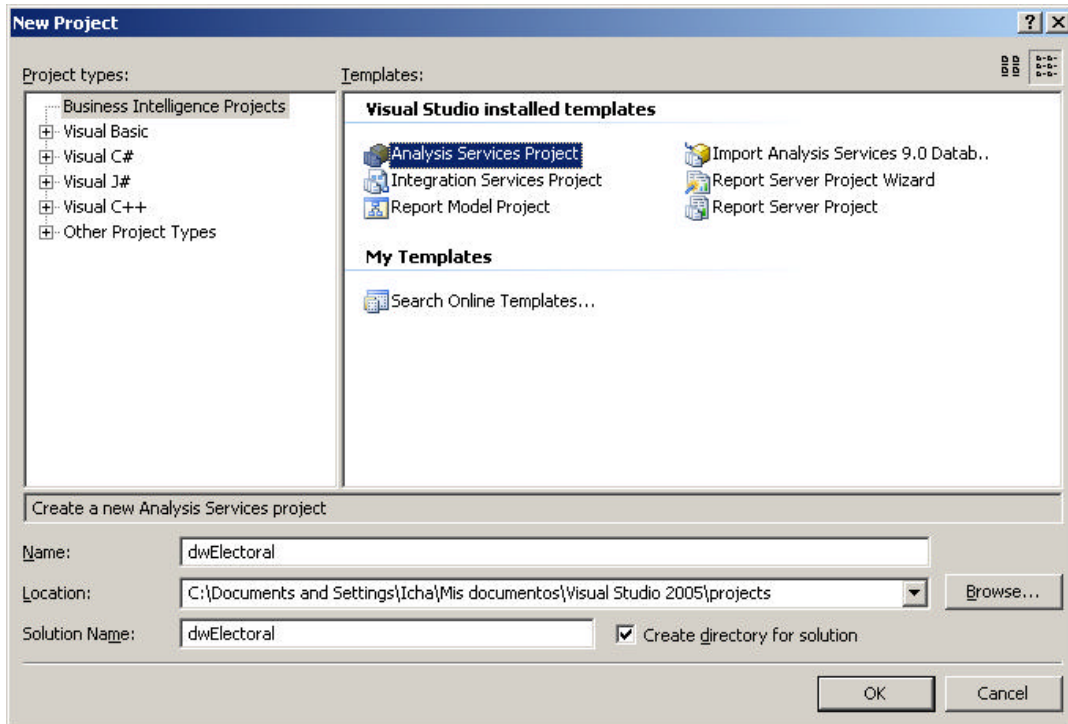 New Project
Project types:
Templates:
Business Intelligence Projects
Visual Basic
Visual C#
Visual J#
Visual C++
Other Project Types
Visual Studio installed templates
Analysis Services Project
Import Analysis Services 9.0 Datab..
Integration Services Project
Report Server Project Wizard
Report Model Project
Report Server Project
My Templates
Search Online Templates...
Create a new Analysis Services project
Name:
dwElectoral
Location:
C:\Documents and Settings\Icha\Mis documentos\Visual Studio 2005\projects
Browse...
Solution Name:
dwElectoral
Create directory for solution
OK
Cancel